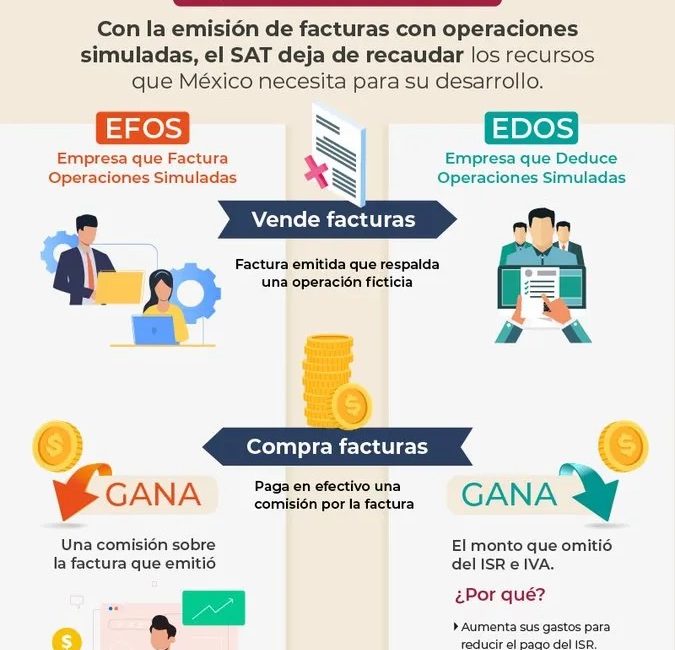 Con la emisión de facturas con operaciones
simuladas, el SAT deja de recaudar los recursos
que México necesita para su desarrollo.
EFOS
Empresa que Factura
Operaciones Simuladas
EDOS
Empresa que Deduce
Operaciones Simuladas
Vende facturas
Factura emitida que respalda
una operación ficticia
Compra facturas
Paga en efectivo una
comisión por la factura
GANA
Una comisión sobre
la factura que emitió
GANA
El monto que omitió
del ISR e IVA.
¿Por qué?
Aumenta sus gastos para
reducir el pago del ISR.